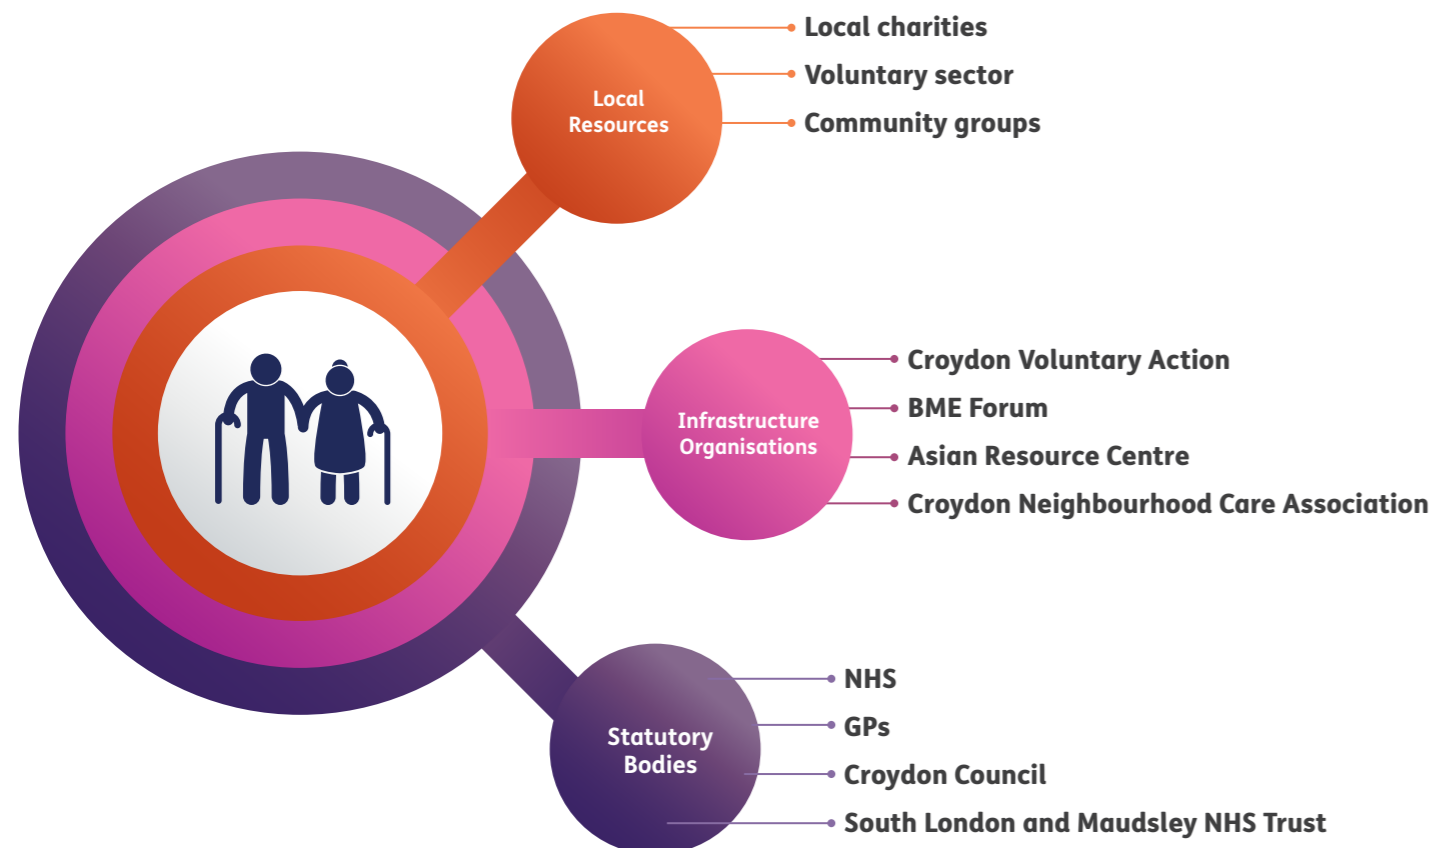 Local
Resources
Local charities
Voluntary sector
Community groups
Infrastructure
Organisations
Croydon Voluntary Action
BME Forum
Asian Resource Centre
Croydon Neighbourhood Care Association
Statutory
Bodies
NHS
GPs
Croydon Council
South London and Maudsley NHS Trust